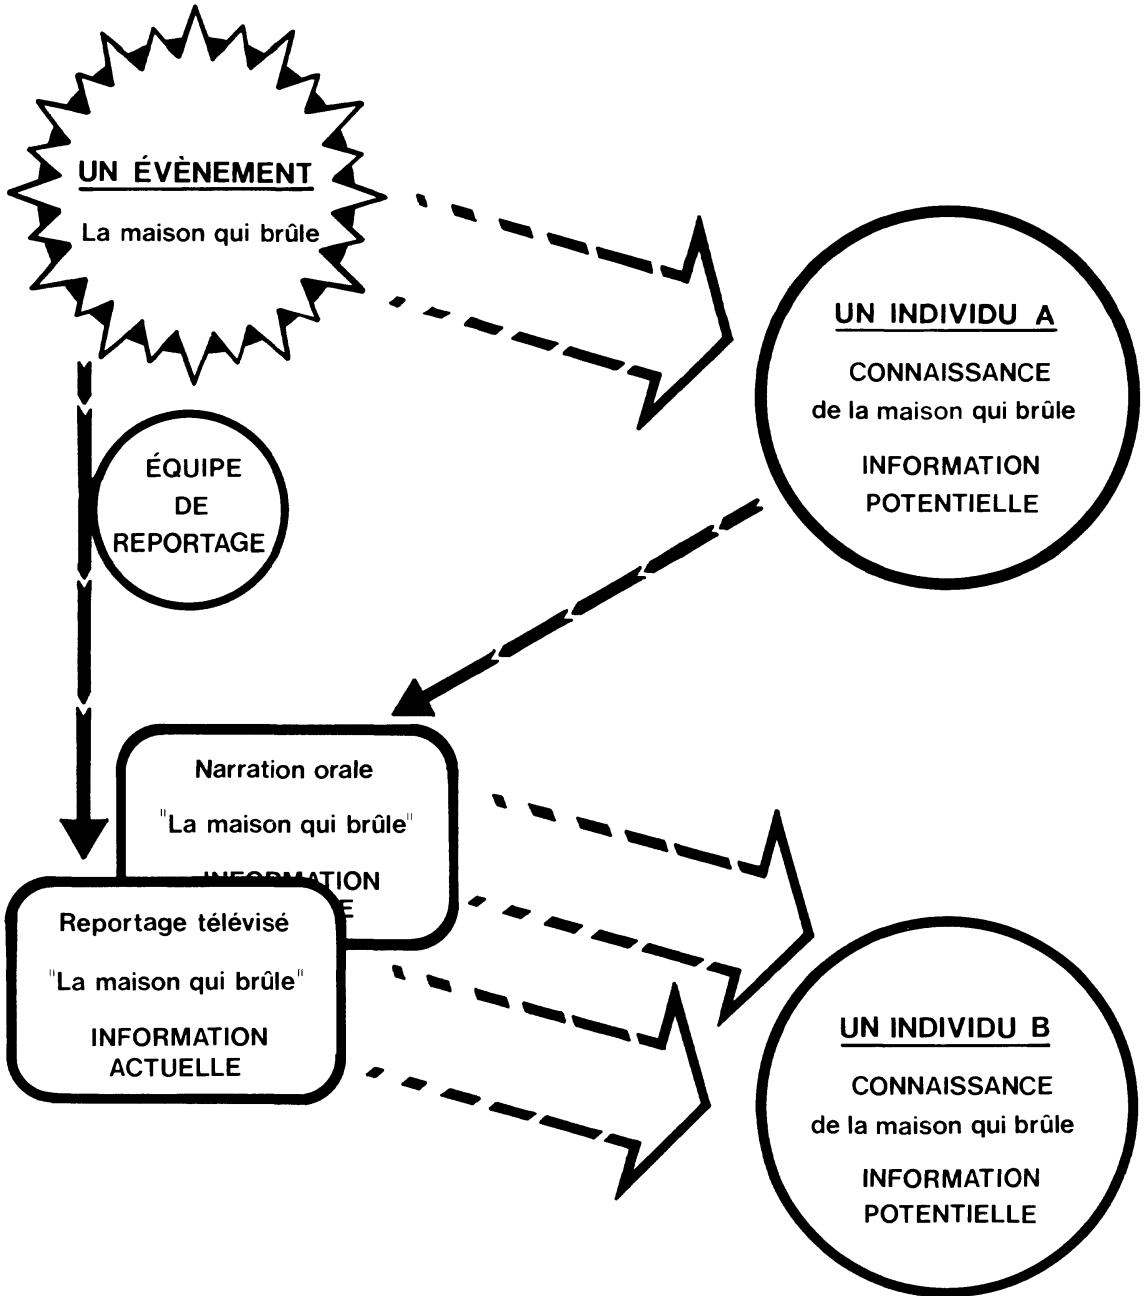 UN ÉVÈNEMENT
La maison qui brûle
UN INDIVIDU A
CONNAISSANCE
de la maison qui brûle
INFORMATION
POTENTIELLE
ÉQUIPE
DE
REPORTAGE
Narration orale
"La maison qui brûle"
INFORMATION
Reportage télévisé
"La maison qui brûle"
INFORMATION
ACTUELLE
UN INDIVIDU B
CONNAISSANCE
de la maison qui brûle
INFORMATION
POTENTIELLE